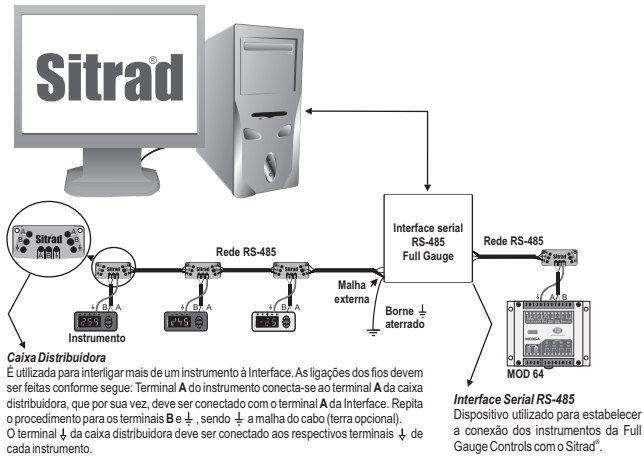 Sitrad®
Sitrad
A
B
A
B
A B
Rede RS-485
Interface serial
RS-485
Full Gauge
Rede RS-485
Sitrad
Sitrad
Sitrad
Sitrad
Malha
externa
Borne ⏚
aterrado
↓ B A
↓ B A
↓ B A
↓ A B
Instrumento
MOD 64
Caixa Distribuidora
É utilizada para interligar mais de um instrumento à Interface. As ligações dos fios devem
ser feitas conforme segue: Terminal A do instrumento conecta-se ao terminal A da caixa
distribuidora, que por sua vez, deve ser conectado com o terminal A da Interface. Repita
o procedimento para os terminais B e ⏚, sendo ⏚ a malha do cabo (terra opcional).
O terminal ↓ da caixa distribuidora deve ser conectado aos respectivos terminais ↓ de
cada instrumento.
Interface Serial RS-485
Dispositivo utilizado para estabelecer
a conexão dos instrumentos da Full
Gauge Controls com o Sitrad®.